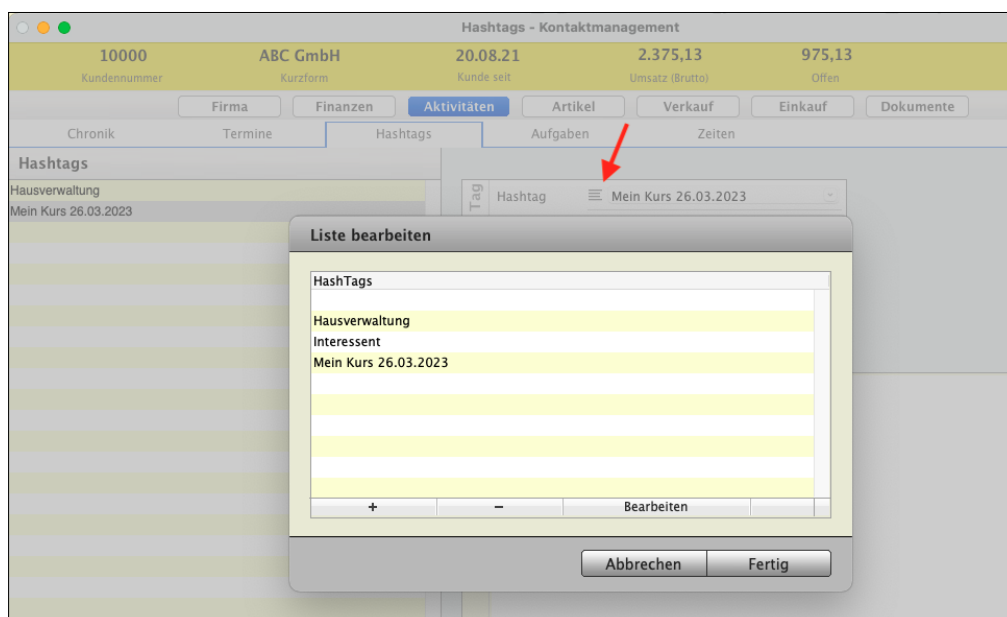 Hashtags - Kontaktmanagement
10000 ABC GmbH 20.08.21 2.375,13 975,13
Kundennummer Kurzform Kunde seit Umsatz (Brutto) Offen
Firma Finanzen Aktivitäten Artikel Verkauf Einkauf Dokumente
Chronik Termine Hashtags Aufgaben Zeiten
Hashtags
Hausverwaltung
Mein Kurs 26.03.2023
Tag
Hashtag Mein Kurs 26.03.2023
Liste bearbeiten
HashTags
Hausverwaltung
Interessent
Mein Kurs 26.03.2023
+ − Bearbeiten
Abbrechen Fertig